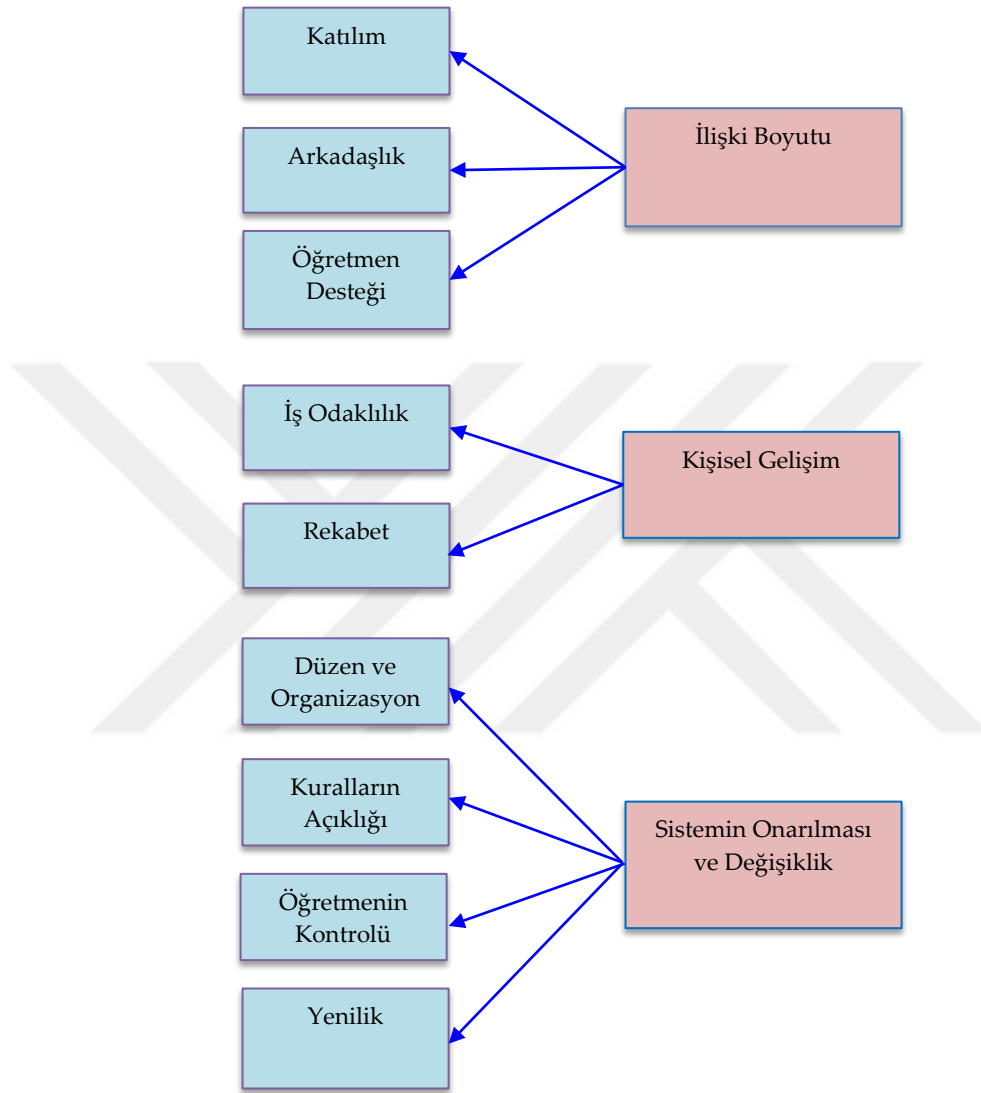 Katılım
İlişki Boyutu
Arkadaşlık
Öğretmen
Desteği
İş Odaklılık
Kişisel Gelişim
Rekabet
Düzen ve
Organizasyon
Kuralların
Açıklığı
Sistemin Onarılması
ve Değişiklik
Öğretmenin
Kontrolü
Yenilik